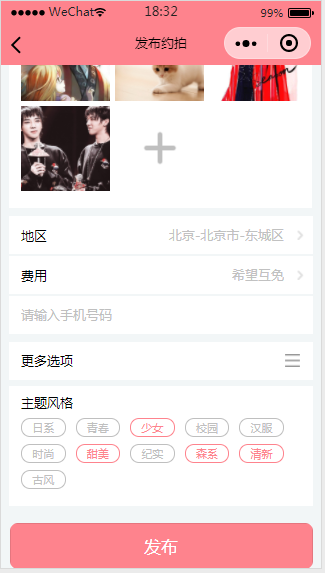 ●●●●● WeChat 18:32 99%
发布约拍
地区 北京-北京市-东城区
费用 希望互免
请输入手机号码
更多选项
主题风格
日系 青春 少女 校园 汉服
时尚 甜美 纪实 森系 清新
古风
发布